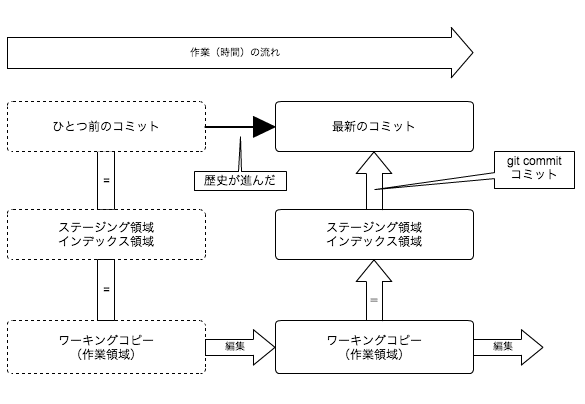 作業（時間）の流れ
ひとつ前のコミット
最新のコミット
歴史が進んだ
git commit
コミット
=
ステージング領域
インデックス領域
ステージング領域
インデックス領域
=
=
ワーキングコピー
（作業領域）
編集
ワーキングコピー
（作業領域）
編集